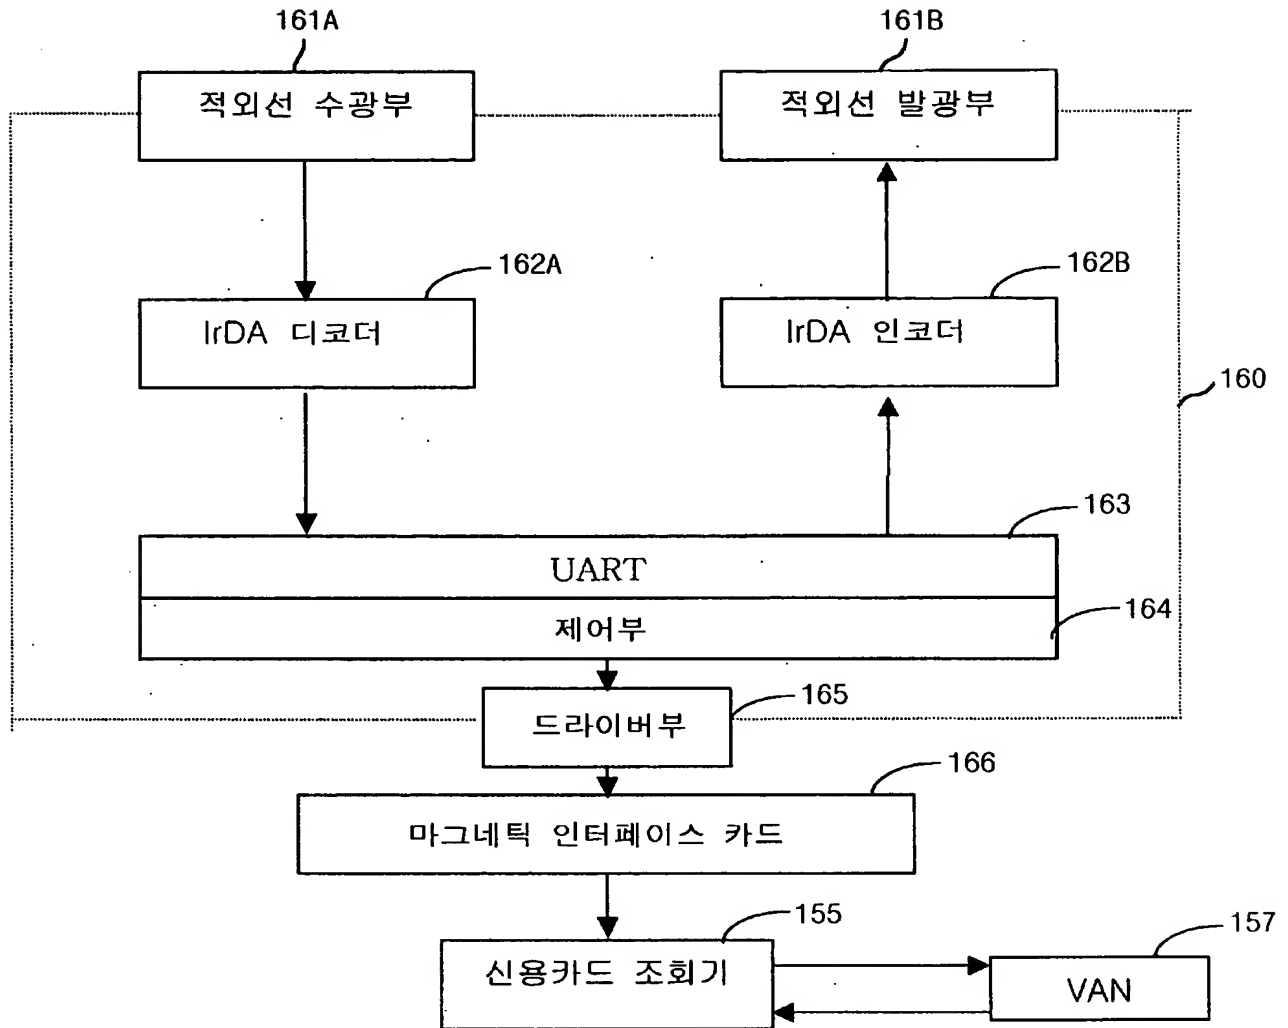 161A
161B
적외선 수광부
적외선 발광부
162A
162B
IrDA 디코더
IrDA 인코더
160
163
UART
164
제어부
165
드라이버부
166
마그네틱 인터페이스 카드
155
157
신용카드 조회기
VAN